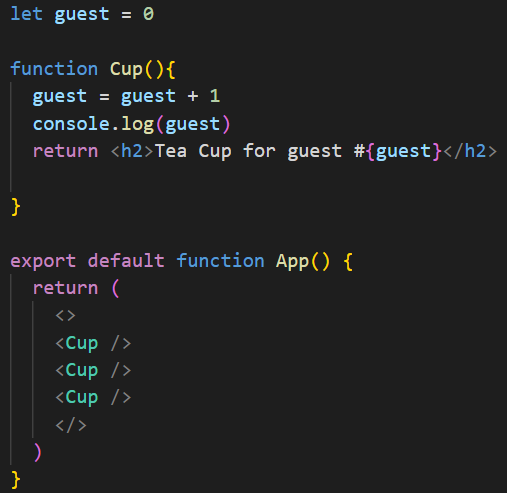 let guest = 0
function Cup(){
guest = guest + 1
console.log(guest)
return <h2>Tea Cup for guest #{guest}</h2>
}
export default function App() {
return (
<>
<Cup />
<Cup />
<Cup />
</>
)
}